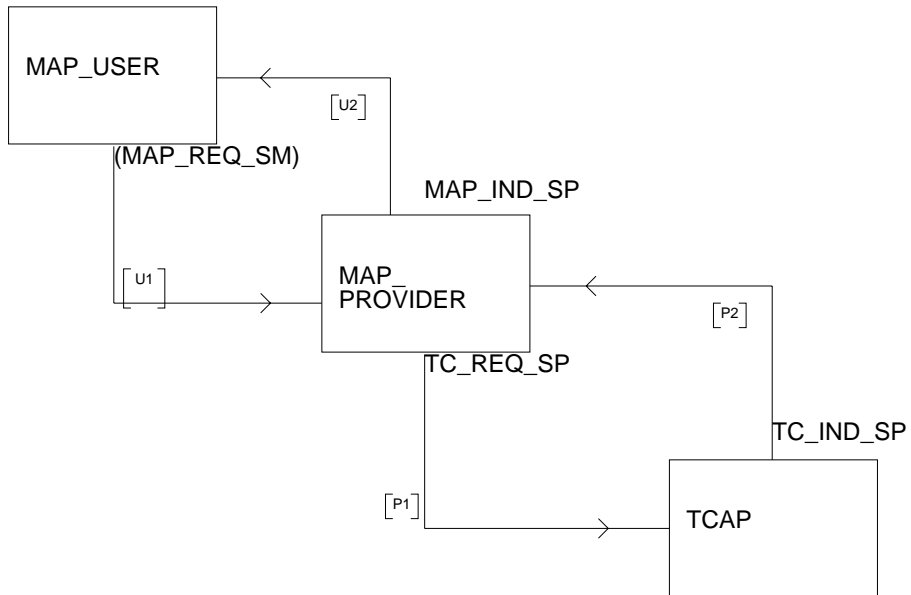 MAP_USER
[U2]
(MAP_REQ_SM)
MAP_IND_SP
[U1]
MAP_
PROVIDER
[P2]
TC_REQ_SP
TC_IND_SP
[P1]
TCAP